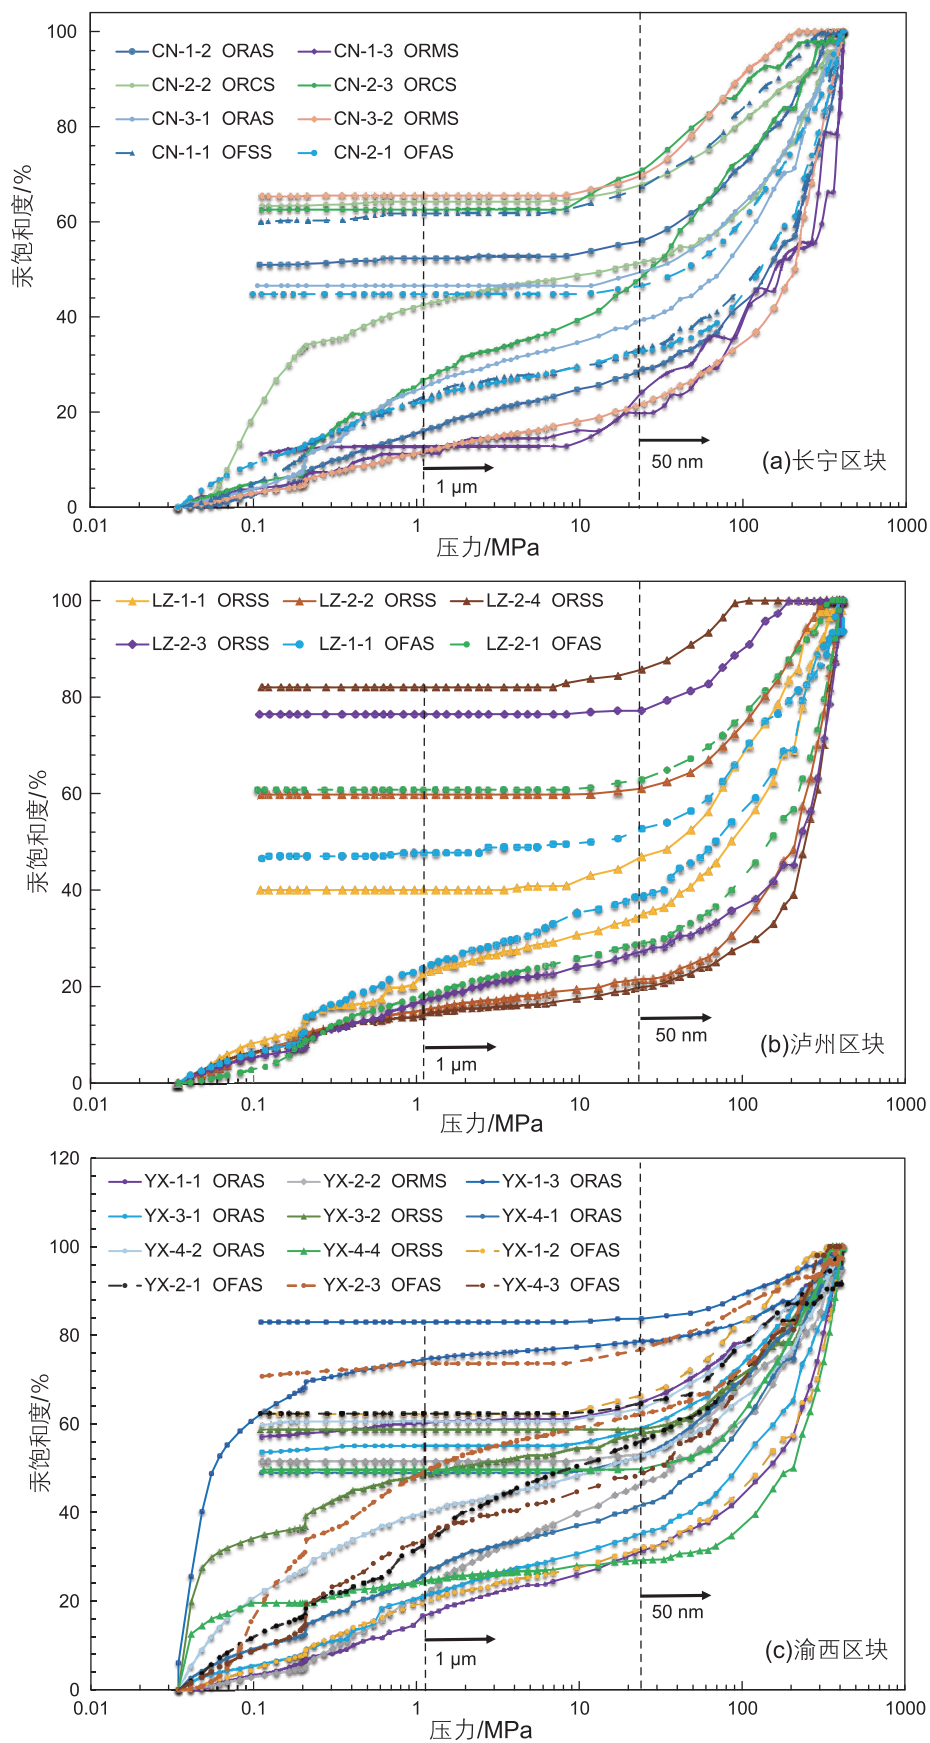 100
80
60
40
20
0
汞饱和度/%
CN-1-2 ORAS
CN-1-3 ORMS
CN-2-2 ORCS
CN-2-3 ORCS
CN-3-1 ORAS
CN-3-2 ORMS
CN-1-1 OFSS
CN-2-1 OFAS
50 nm
1 μm
(a)长宁区块
0.01 0.1 1 10 100 1000
压力/MPa
100
80
60
40
20
0
汞饱和度/%
LZ-1-1 ORSS
LZ-2-2 ORSS
LZ-2-4 ORSS
LZ-2-3 ORSS
LZ-1-1 OFAS
LZ-2-1 OFAS
50 nm
1 μm
(b)泸州区块
0.01 0.1 1 10 100 1000
压力/MPa
120
100
80
60
40
20
0
汞饱和度/%
YX-1-1 ORAS
YX-2-2 ORMS
YX-1-3 ORAS
YX-3-1 ORAS
YX-3-2 ORSS
YX-4-1 ORAS
YX-4-2 ORAS
YX-4-4 ORSS
YX-1-2 OFAS
YX-2-1 OFAS
YX-2-3 OFAS
YX-4-3 OFAS
50 nm
1 μm
(c)渝西区块
0.01 0.1 1 10 100 1000
压力/MPa